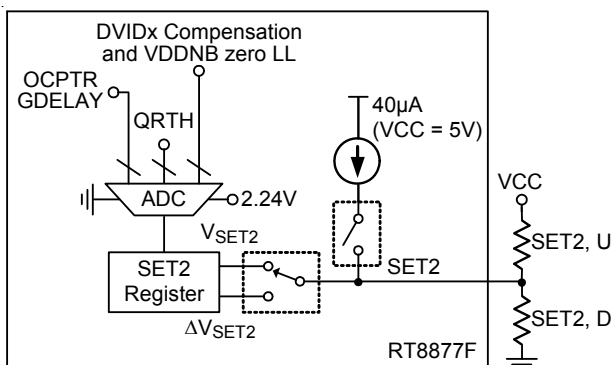 DVIDx Compensation
and VDDNB zero LL
OCPTR
GDELAY
QRTH
40µA
(VCC = 5V)
ADC
2.24V
VCC
VSET2
SET2
Register
SET2
SET2, U
ΔVSET2
SET2, D
RT8877F